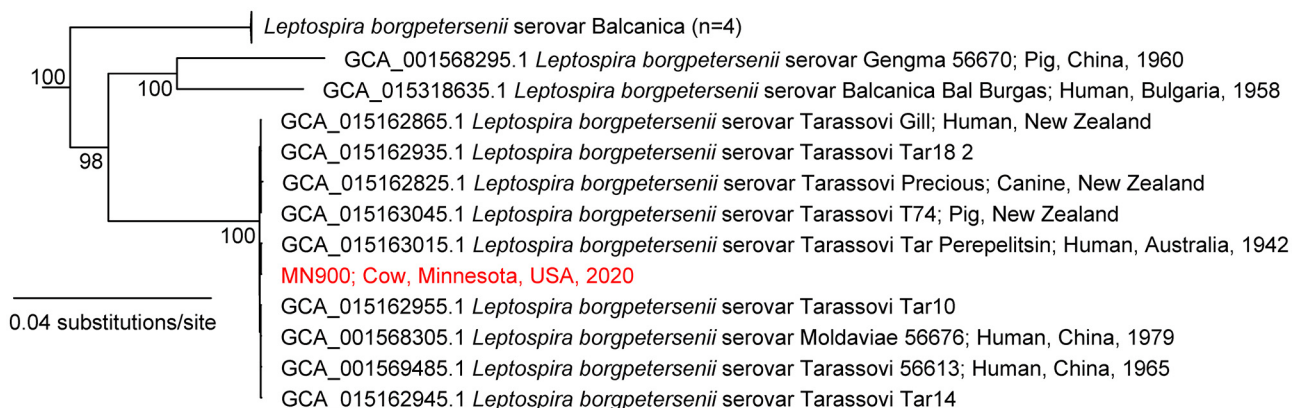 Leptospira borgpetersenii serovar Balcanica (n=4)
GCA_001568295.1 Leptospira borgpetersenii serovar Gengma 56670; Pig, China, 1960
100
100
GCA_015318635.1 Leptospira borgpetersenii serovar Balcanica Bal Burgas; Human, Bulgaria, 1958
GCA_015162865.1 Leptospira borgpetersenii serovar Tarassovi Gill; Human, New Zealand
GCA_015162935.1 Leptospira borgpetersenii serovar Tarassovi Tar18 2
98
GCA_015162825.1 Leptospira borgpetersenii serovar Tarassovi Precious; Canine, New Zealand
GCA_015163045.1 Leptospira borgpetersenii serovar Tarassovi T74; Pig, New Zealand
100
GCA_015163015.1 Leptospira borgpetersenii serovar Tarassovi Tar Perepelitsin; Human, Australia, 1942
MN900; Cow, Minnesota, USA, 2020
GCA_015162955.1 Leptospira borgpetersenii serovar Tarassovi Tar10
0.04 substitutions/site
GCA_001568305.1 Leptospira borgpetersenii serovar Moldaviae 56676; Human, China, 1979
GCA_001569485.1 Leptospira borgpetersenii serovar Tarassovi 56613; Human, China, 1965
GCA_015162945.1 Leptospira borgpetersenii serovar Tarassovi Tar14